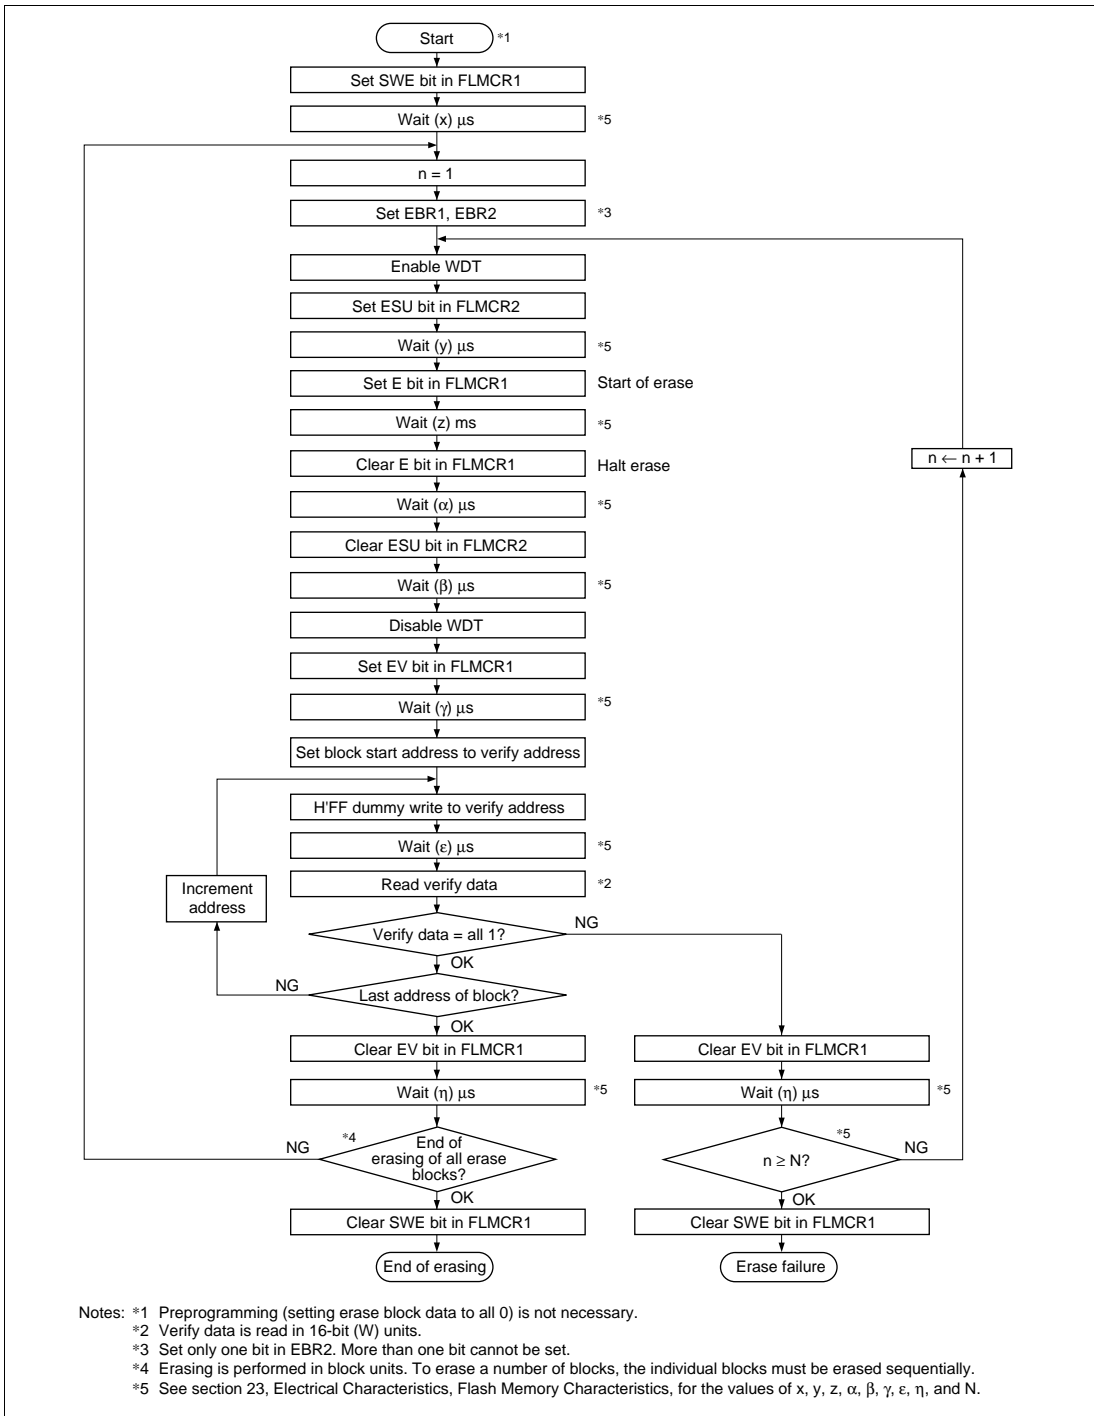 Start *1
Set SWE bit in FLMCR1
Wait (x) μs *5
n = 1
Set EBR1, EBR2 *3
Enable WDT
Set ESU bit in FLMCR2
Wait (y) μs *5
Set E bit in FLMCR1 Start of erase
Wait (z) ms *5
n ← n + 1
Clear E bit in FLMCR1 Halt erase
Wait (α) μs *5
Clear ESU bit in FLMCR2
Wait (β) μs *5
Disable WDT
Set EV bit in FLMCR1
Wait (γ) μs *5
Set block start address to verify address
H'FF dummy write to verify address
Wait (ε) μs *5
Increment
address
Read verify data *2
Verify data = all 1? NG
OK
NG Last address of block?
OK
Clear EV bit in FLMCR1 Clear EV bit in FLMCR1
Wait (η) μs *5 Wait (η) μs *5
NG *4 End of
erasing of all erase
blocks?
*5 n ≥ N? NG
OK OK
Clear SWE bit in FLMCR1 Clear SWE bit in FLMCR1
End of erasing Erase failure
Notes: *1 Preprogramming (setting erase block data to all 0) is not necessary.
*2 Verify data is read in 16-bit (W) units.
*3 Set only one bit in EBR2. More than one bit cannot be set.
*4 Erasing is performed in block units. To erase a number of blocks, the individual blocks must be erased sequentially.
*5 See section 23, Electrical Characteristics, Flash Memory Characteristics, for the values of x, y, z, α, β, γ, ε, η, and N.